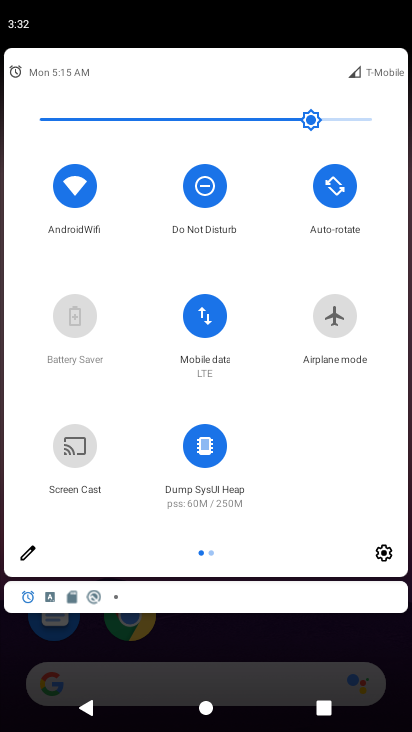 3:32
Mon 5:15 AM
T-Mobile
AndroidWifi
Do Not Disturb
Auto-rotate
Battery Saver
Mobile data
LTE
Airplane mode
Screen Cast
Dump SysUI Heap
pss: 60M / 250M